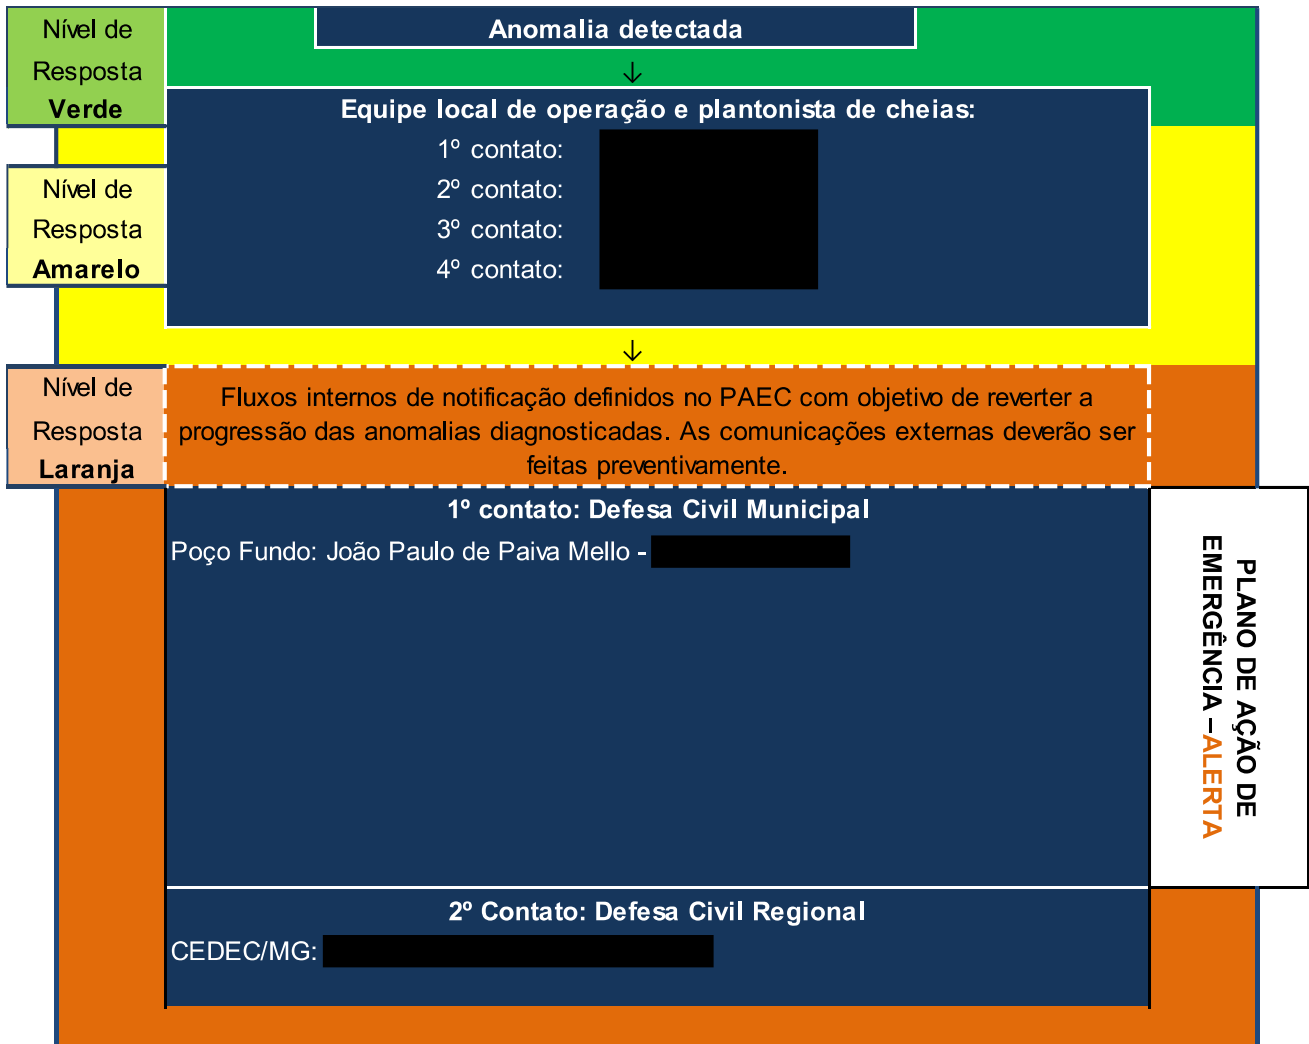 Nível de
Resposta
Verde
Anomalia detectada
↓
Equipe local de operação e plantonista de cheias:
1º contato:
2º contato:
3º contato:
4º contato:
Nível de
Resposta
Amarelo
↓
Nível de
Resposta
Laranja
Fluxos internos de notificação definidos no PAEC com objetivo de reverter a
progressão das anomalias diagnosticadas. As comunicações externas deverão ser
feitas preventivamente.
1º contato: Defesa Civil Municipal
Poço Fundo: João Paulo de Paiva Mello -
PLANO DE AÇÃO DE
EMERGÊNCIA –ALERTA
2º Contato: Defesa Civil Regional
CEDEC/MG: